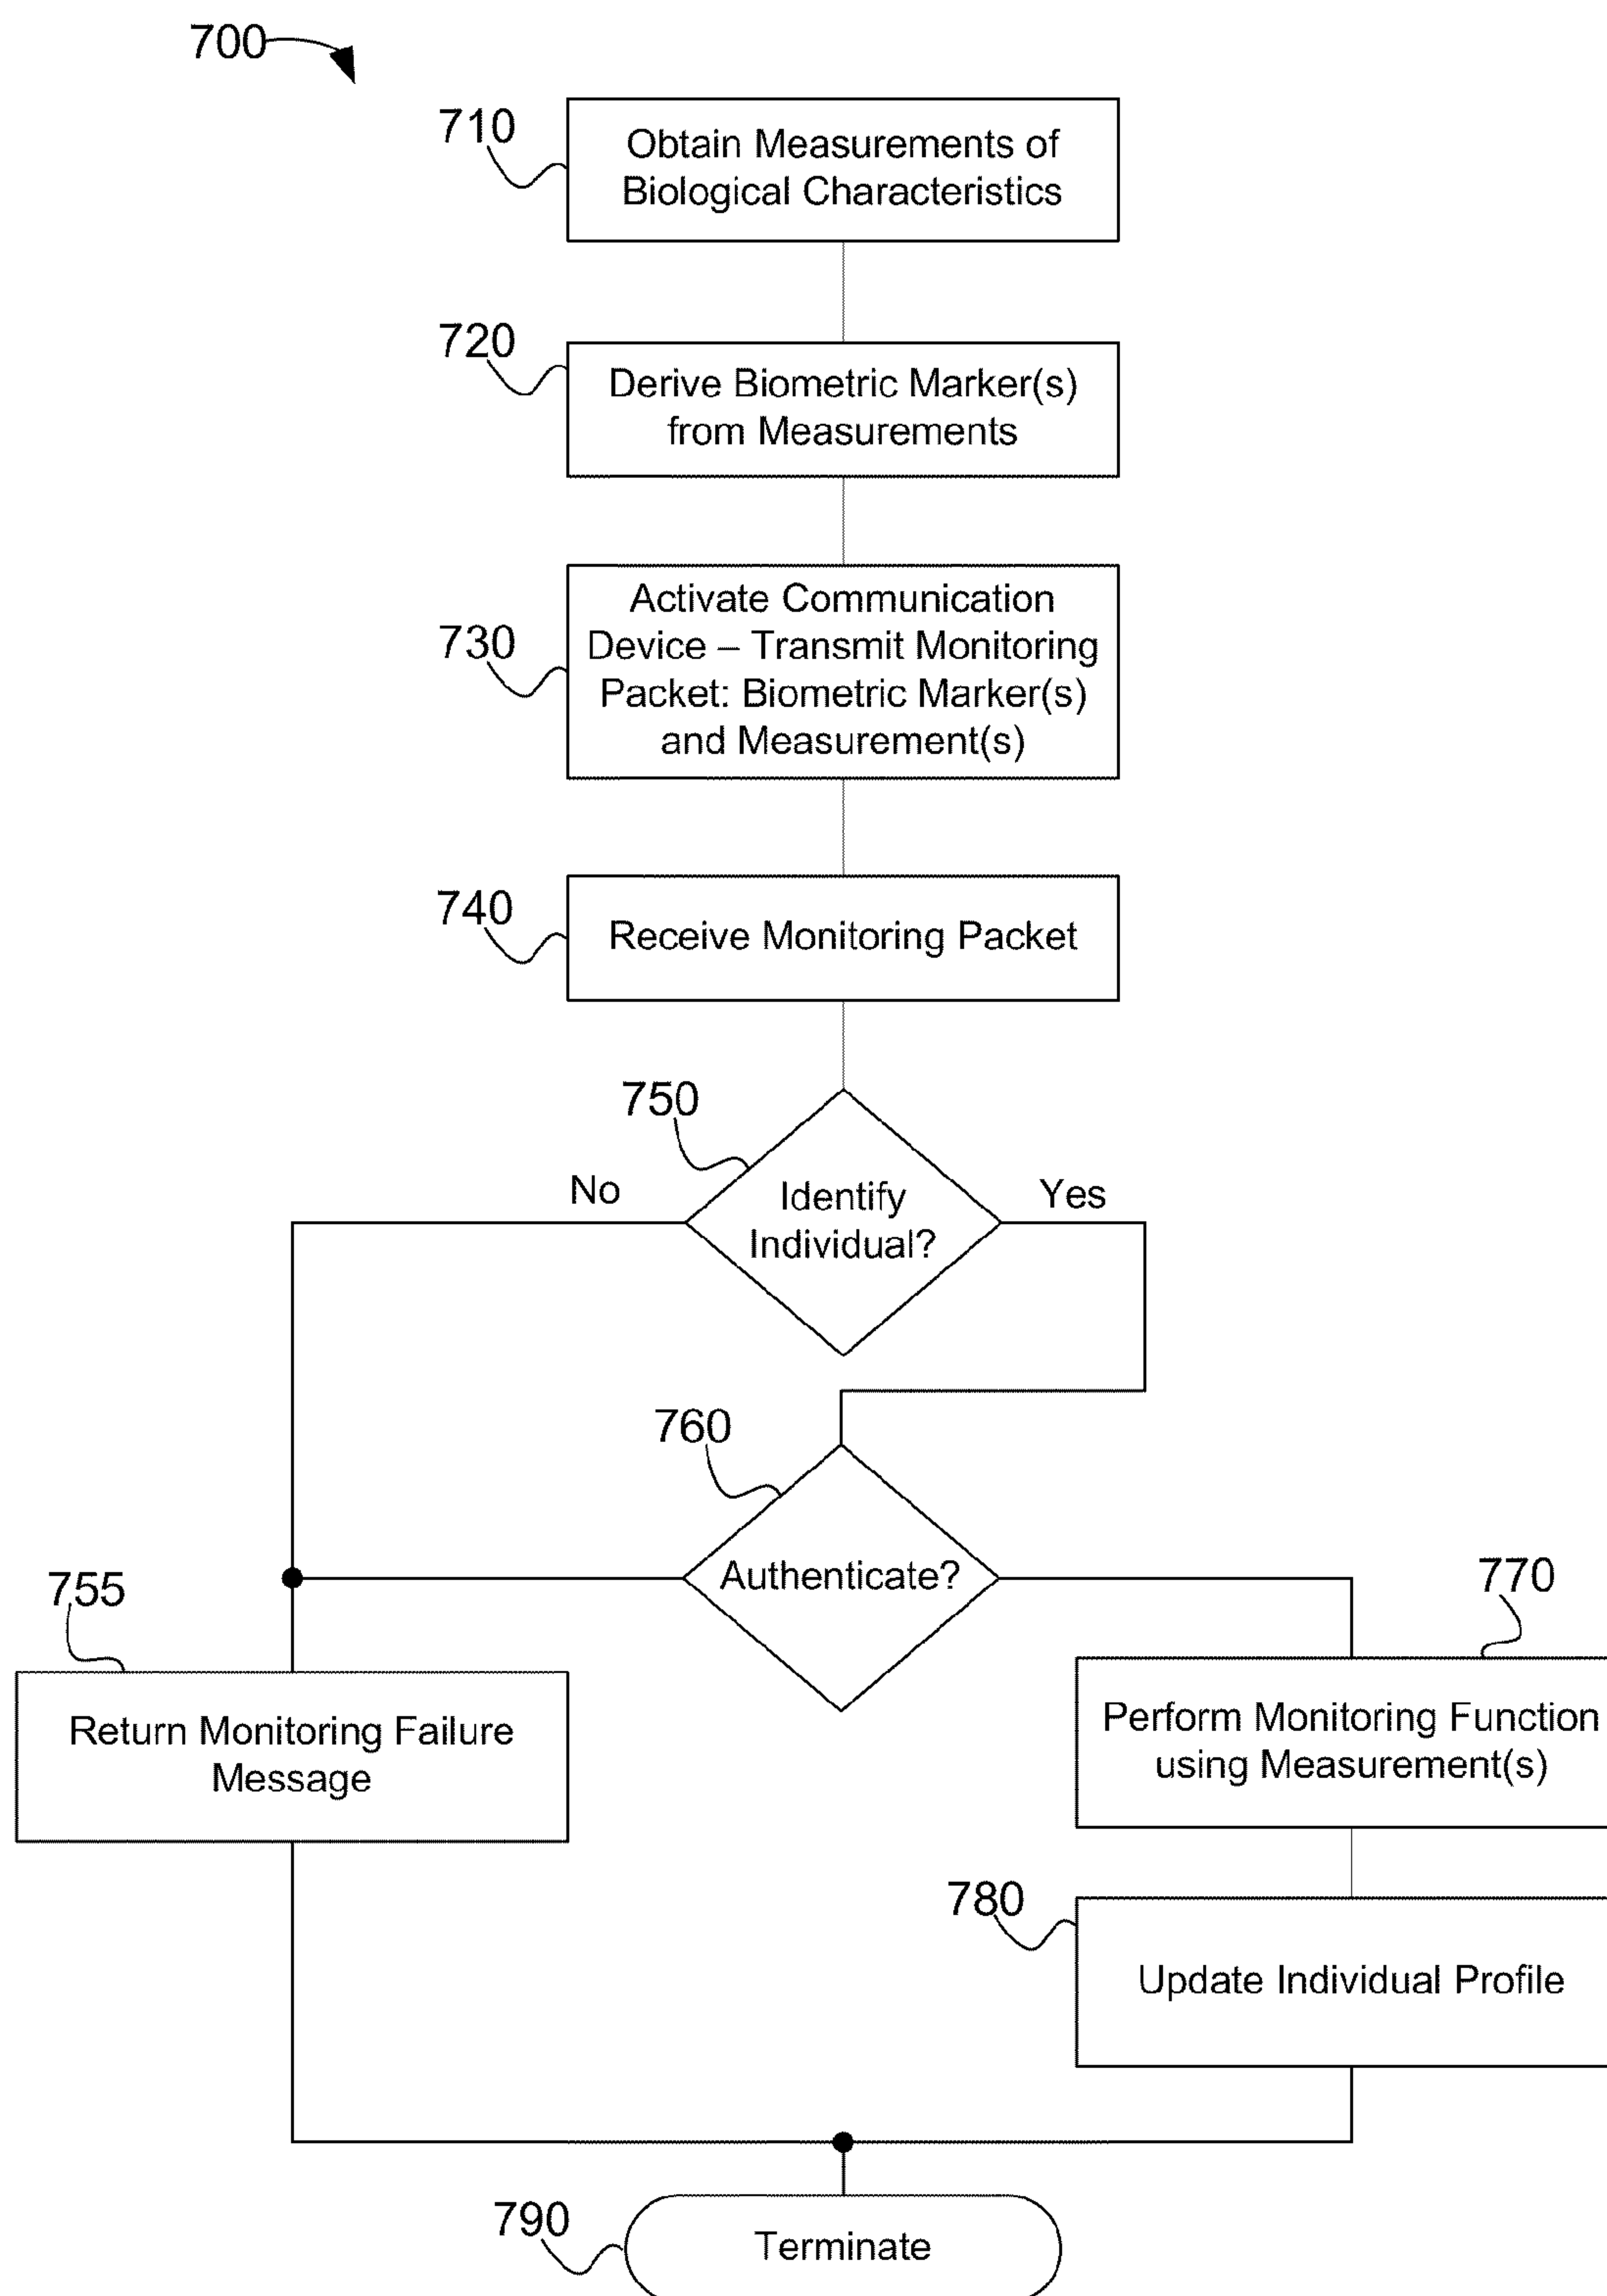 700
710
Obtain Measurements of
Biological Characteristics
720
Derive Biometric Marker(s)
from Measurements
730
Activate Communication
Device – Transmit Monitoring
Packet: Biometric Marker(s)
and Measurement(s)
740
Receive Monitoring Packet
750
No
Yes
Identify
Individual?
760
Authenticate?
755
Return Monitoring Failure
Message
770
Perform Monitoring Function
using Measurement(s)
780
Update Individual Profile
790
Terminate